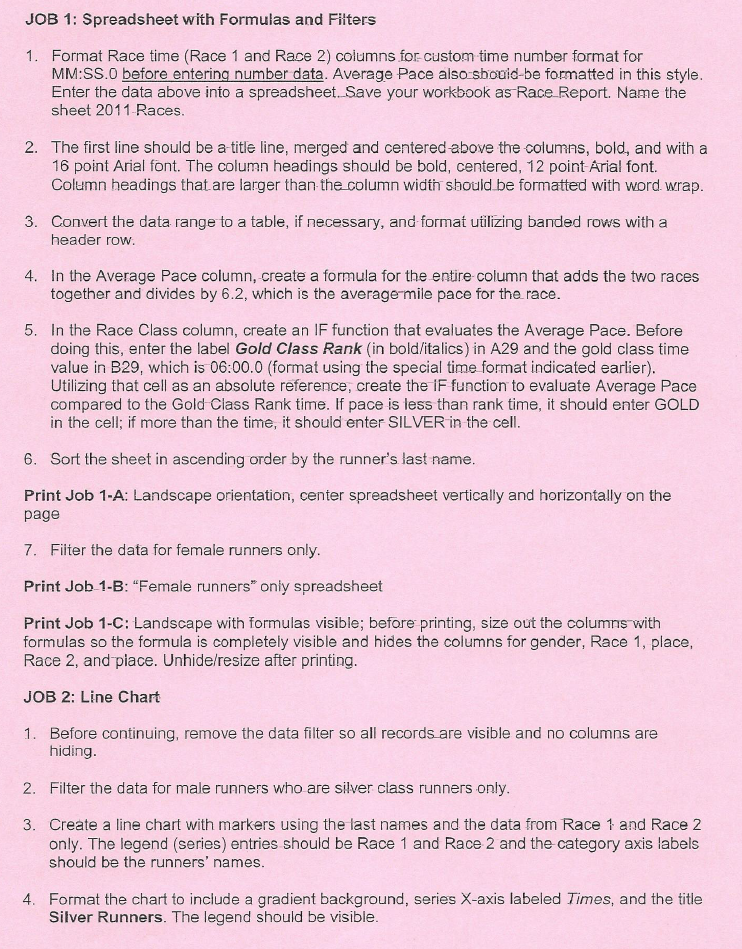 JOB 1: Spreadsheet with Formulas and Filters
1. Format Race time (Race 1 and Race 2) columns for custom time number format for
MM:SS.0 before entering number data. Average Pace also should be formatted in this style.
Enter the data above into a spreadsheet. Save your workbook as Race Report. Name the
sheet 2011 Races.
2. The first line should be a title line, merged and centered above the columns, bold, and with a
16 point Arial font. The column headings should be bold, centered, 12 point Arial font.
Column headings that are larger than the column width should be formatted with word wrap.
3. Convert the data range to a table, if necessary, and format utilizing banded rows with a
header row.
4. In the Average Pace column, create a formula for the entire column that adds the two races
together and divides by 6.2, which is the average mile pace for the race.
5. In the Race Class column, create an IF function that evaluates the Average Pace. Before
doing this, enter the label Gold Class Rank (in bold/italics) in A29 and the gold class time
value in B29, which is 06:00.0 (format using the special time format indicated earlier).
Utilizing that cell as an absolute reference, create the IF function to evaluate Average Pace
compared to the Gold Class Rank time. If pace is less than rank time, it should enter GOLD
in the cell; if more than the time, it should enter SILVER in the cell.
6. Sort the sheet in ascending order by the runner's last name.
Print Job 1-A: Landscape orientation, center spreadsheet vertically and horizontally on the
page
7. Filter the data for female runners only.
Print Job 1-B: "Female runners" only spreadsheet
Print Job 1-C: Landscape with formulas visible; before printing, size out the columns with
formulas so the formula is completely visible and hides the columns for gender, Race 1, place,
Race 2, and place. Unhide/resize after printing.
JOB 2: Line Chart
1. Before continuing, remove the data filter so all records are visible and no columns are
hiding.
2. Filter the data for male runners who are silver class runners only.
3. Create a line chart with markers using the last names and the data from Race 1 and Race 2
only. The legend (series) entries should be Race 1 and Race 2 and the category axis labels
should be the runners' names.
4. Format the chart to include a gradient background, series X-axis labeled Times, and the title
Silver Runners. The legend should be visible.